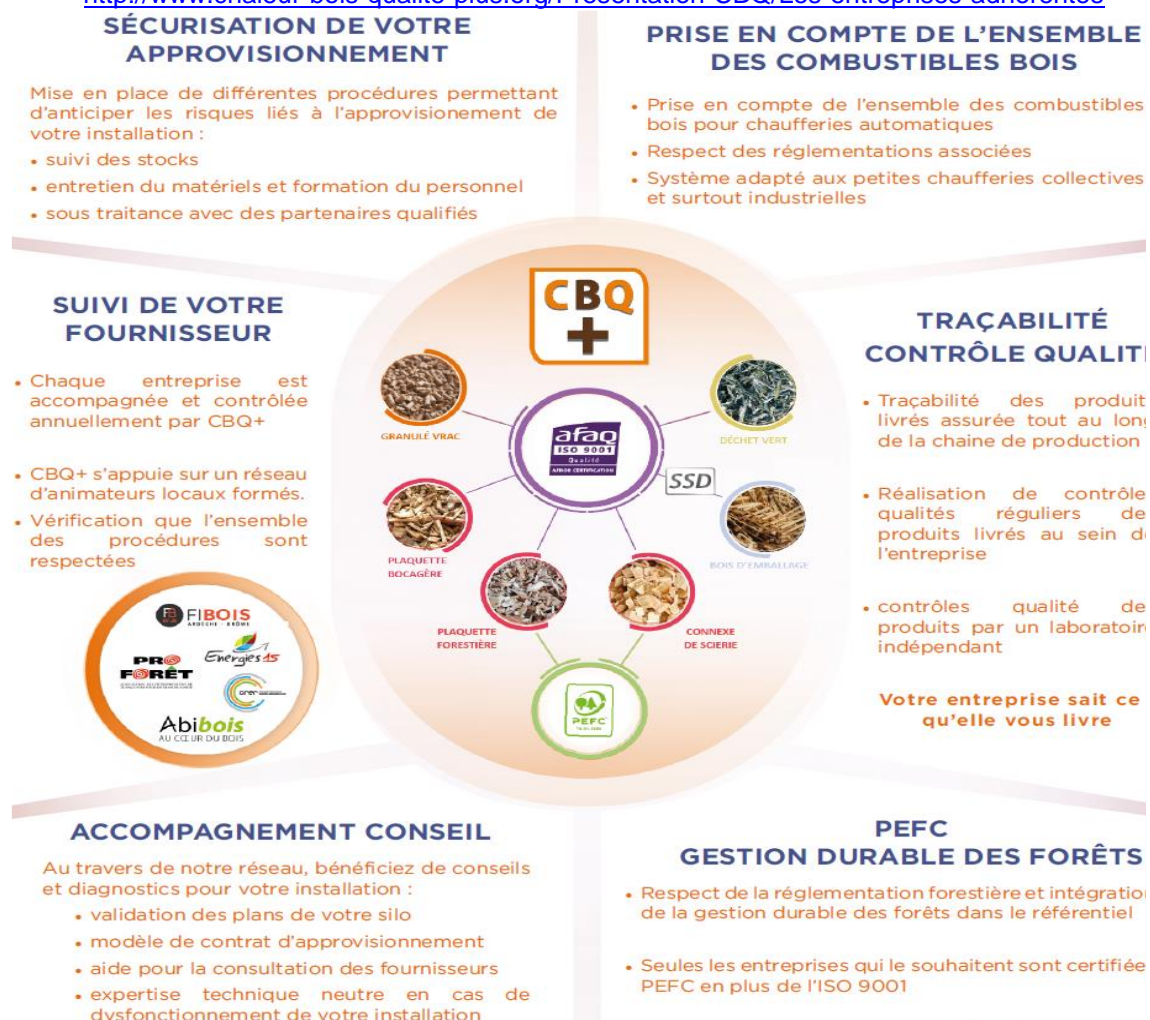 SÉCURISATION DE VOTRE
APPROVISIONNEMENT
Mise en place de différentes procédures permettant
d'anticiper les risques liés à l'approvisionement de
votre installation :
• suivi des stocks
• entretien du matériels et formation du personnel
• sous traitance avec des partenaires qualifiés
PRISE EN COMPTE DE L'ENSEMBLE
DES COMBUSTIBLES BOIS
• Prise en compte de l'ensemble des combustibles
bois pour chaufferies automatiques
• Respect des réglementations associées
• Système adapté aux petites chaufferies collectives
et surtout industrielles
SUIVI DE VOTRE
FOURNISSEUR
• Chaque entreprise est
accompagnée et contrôlée
annuellement par CBQ+
• CBQ+ s'appuie sur un réseau
d'animateurs locaux formés.
• Vérification que l'ensemble
des procédures sont
respectées
FIBOIS
ARDÈCHE - DRÔME
Energies 15
PRO
FORÊT
Abibois
AU CŒUR DU BOIS
CBQ
+
GRANULÉ VRAC
afaq
ISO 9001
Qualité
AFNOR CERTIFICATION
DÉCHET VERT
SSD
PLAQUETTE
BOCAGÈRE
BOIS D'EMBALLAGE
PLAQUETTE
FORESTIÈRE
CONNEXE
DE SCIERIE
PEFC
TRAÇABILITÉ
CONTRÔLE QUALIT
• Traçabilité des produit
livrés assurée tout au long
de la chaine de production
• Réalisation de contrôle
qualités réguliers de
produits livrés au sein de
l'entreprise
• contrôles qualité de
produits par un laboratoire
indépendant
Votre entreprise sait ce
qu'elle vous livre
ACCOMPAGNEMENT CONSEIL
Au travers de notre réseau, bénéficiez de conseils
et diagnostics pour votre installation :
• validation des plans de votre silo
• modèle de contrat d'approvisionnement
• aide pour la consultation des fournisseurs
• expertise technique neutre en cas de
dysfonctionnement de votre installation
PEFC
GESTION DURABLE DES FORÊTS
• Respect de la réglementation forestière et intégration
de la gestion durable des forêts dans le référentiel
• Seules les entreprises qui le souhaitent sont certifiée
PEFC en plus de l'ISO 9001